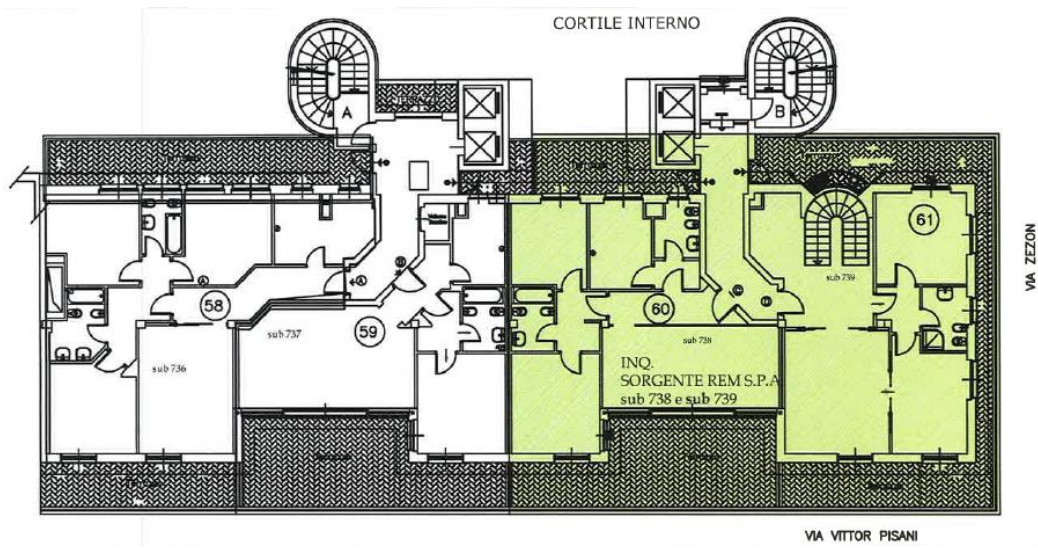 CORTILE INTERNO
A
B
61
VIA ZEZON
sub 739
A
58
59
60
C
D
sub 737
sub 738
sub 736
INQ.
SORGENTE REM S.P.A
sub 738 e sub 739
VIA VITTOR PISANI